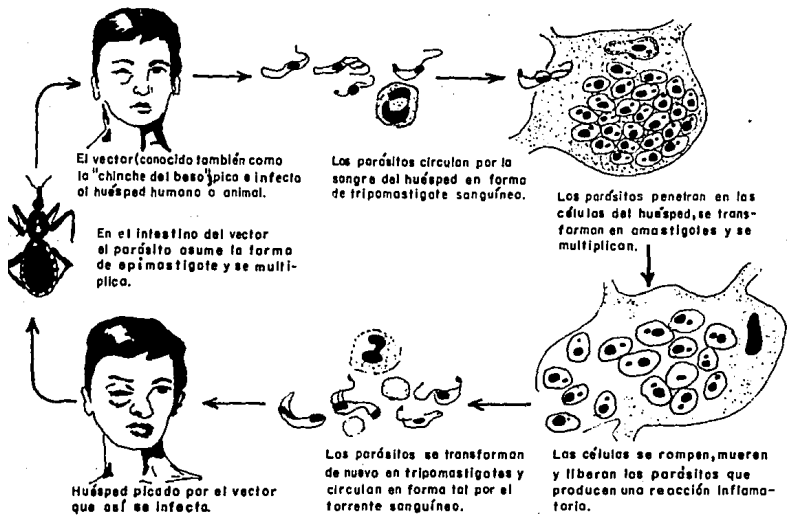 El vector (conocido también como
la "chinche del beso") pica e infecta
al huésped humano o animal.
Los parásitos circulan por la
sangre del huésped en forma
de tripomastigate sanguíneo.
Los parásitos penetran en las
células del huésped, se trans-
forman en amastigotes y se
multiplican.
En el intestino del vector
el parásito asume la forma
de epimastigote y se multi-
plica.
Las células se rompen, mueren
y liberan los parásitos que
producen una reacción inflama-
toria.
Los parásitos se transforman
de nuevo en tripomastigotes y
circulan en forma tal por el
torrente sanguíneo.
Huésped picado por el vector
que así se infecta.